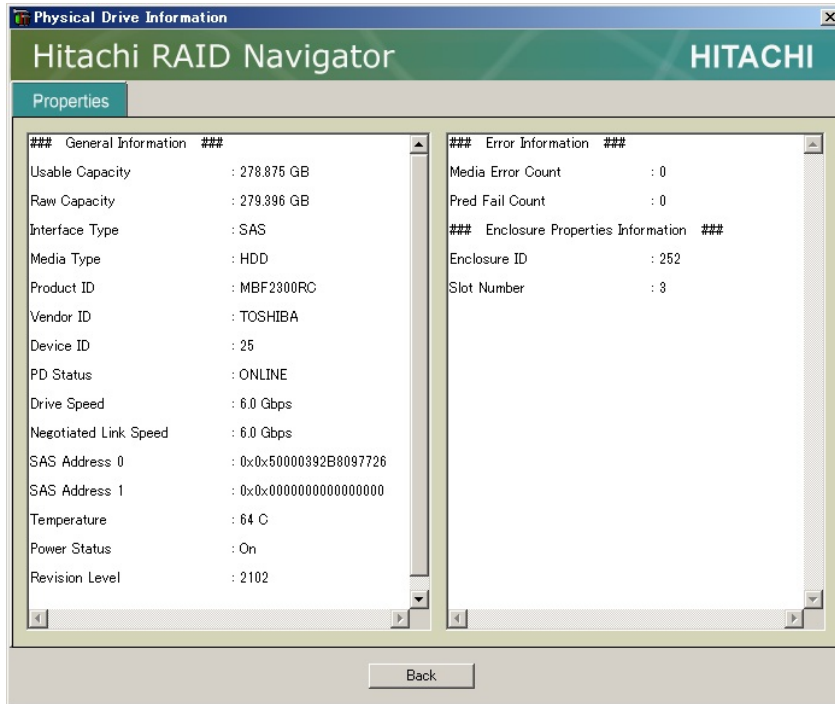 Physical Drive Information
Hitachi RAID Navigator
HITACHI
Properties
### General Information ###
Usable Capacity : 278.875 GB
Raw Capacity : 279.396 GB
Interface Type : SAS
Media Type : HDD
Product ID : MBF2300RC
Vendor ID : TOSHIBA
Device ID : 25
PD Status : ONLINE
Drive Speed : 6.0 Gbps
Negotiated Link Speed : 6.0 Gbps
SAS Address 0 : 0x0x50000392B8097726
SAS Address 1 : 0x0x0000000000000000
Temperature : 64 C
Power Status : On
Revision Level : 2102
### Error Information ###
Media Error Count : 0
Pred Fail Count : 0
### Enclosure Properties Information ###
Enclosure ID : 252
Slot Number : 3
Back